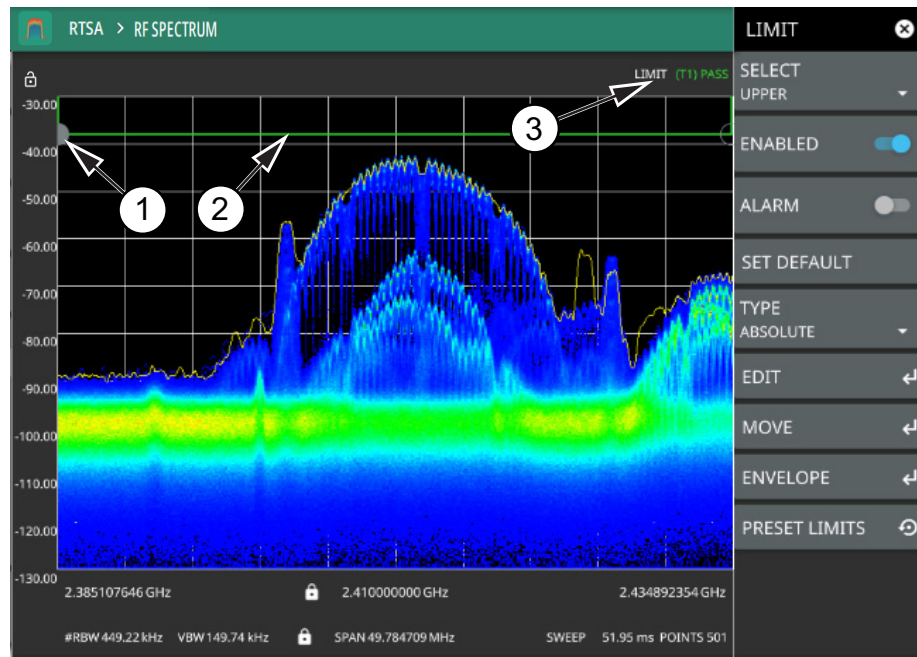 RTSA > RF SPECTRUM
LIMIT
LIMIT (T1) PASS
SELECT
UPPER
-30.00
3
ENABLED
-40.00
-50.00
1
2
ALARM
-60.00
SET DEFAULT
-70.00
TYPE
ABSOLUTE
-80.00
EDIT
-90.00
MOVE
-100.00
ENVELOPE
-110.00
PRESET LIMITS
-120.00
-130.00
2.385107646 GHz 2.410000000 GHz 2.434892354 GHz
#RBW 449.22 kHz VBW 149.74 kHz SPAN 49.784709 MHz SWEEP 51.95 ms POINTS 501